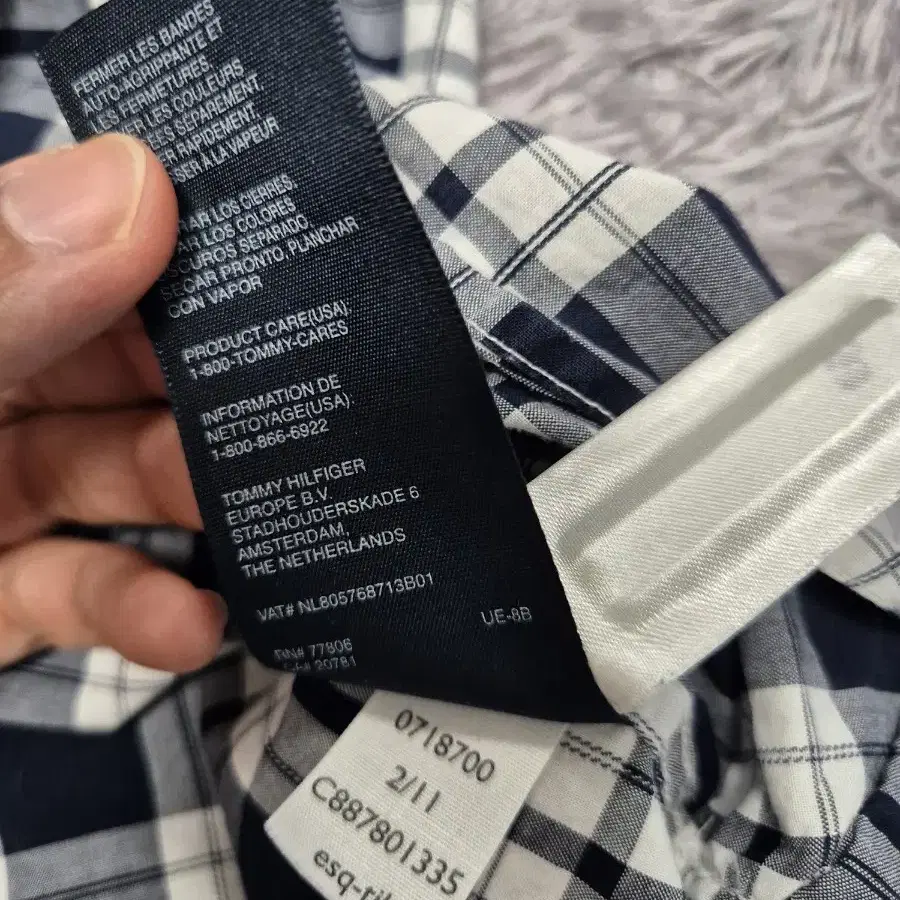 FERMER LES BANDES
AUTO-AGRIPPANTE ET
LES FERMETURES.
LES COULEURS
SÉPARÉMENT.
RAPIDEMENT.
À LA VAPEUR
LOS CIERRES.
LOS COLORES
SEPARADO.
SECAR PRONTO. PLANCHAR
CON VAPOR
PRODUCT CARE(USA):
1-800-TOMMY-CARES
INFORMATION DE
NETTOYAGE(USA):
1-800-866-6922
TOMMY HILFIGER
EUROPE B.V.
STADHOUDERSKADE 6
AMSTERDAM,
THE NETHERLANDS
VAT# NL805768713B01
UE-8B
RN# 77806
20781
0718700
2/11
C887801335